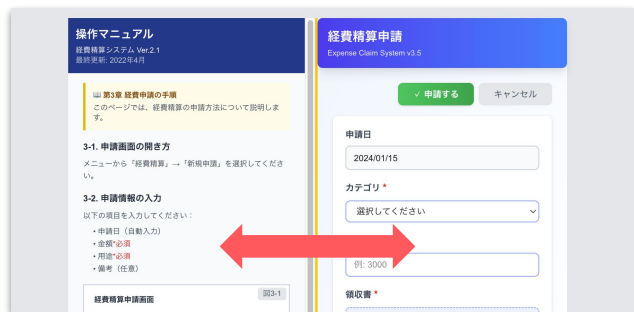 操作マニュアル
経費精算システム Ver.2.1
最終更新: 2022年4月
第3章 経費申請の手順
このページでは、経費精算の申請方法について説明しま
す。
3-1. 申請画面の開き方
メニューから「経費精算」→「新規申請」を選択してくださ
い。
3-2. 申請情報の入力
以下の項目を入力してください：
・申請日（自動入力）
・金額*必須
・用途*必須
・備考（任意）
図3-1
経費精算申請画面
経費精算申請
Expense Claim System v3.5
✓ 申請する
キャンセル
申請日
2024/01/15
カテゴリ *
選択してください
例: 3000
領収書 *